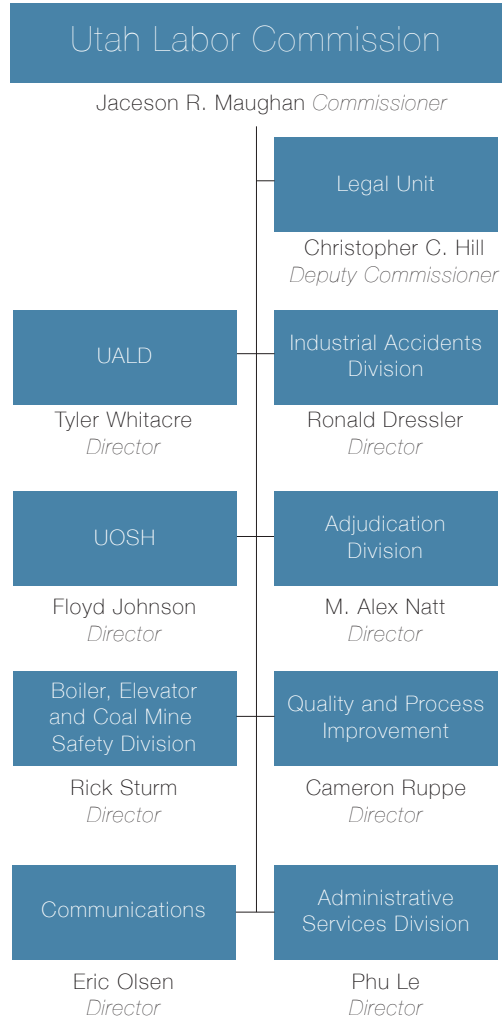 Utah Labor Commission
Jaceson R. Maughan Commissioner
Legal Unit
Christopher C. Hill
Deputy Commissioner
UALD
Tyler Whitacre
Director
Industrial Accidents
Division
Ronald Dressler
Director
UOSH
Floyd Johnson
Director
Adjudication
Division
M. Alex Natt
Director
Boiler, Elevator
and Coal Mine
Safety Division
Rick Sturm
Director
Quality and Process
Improvement
Cameron Ruppe
Director
Communications
Eric Olsen
Director
Administrative
Services Division
Phu Le
Director